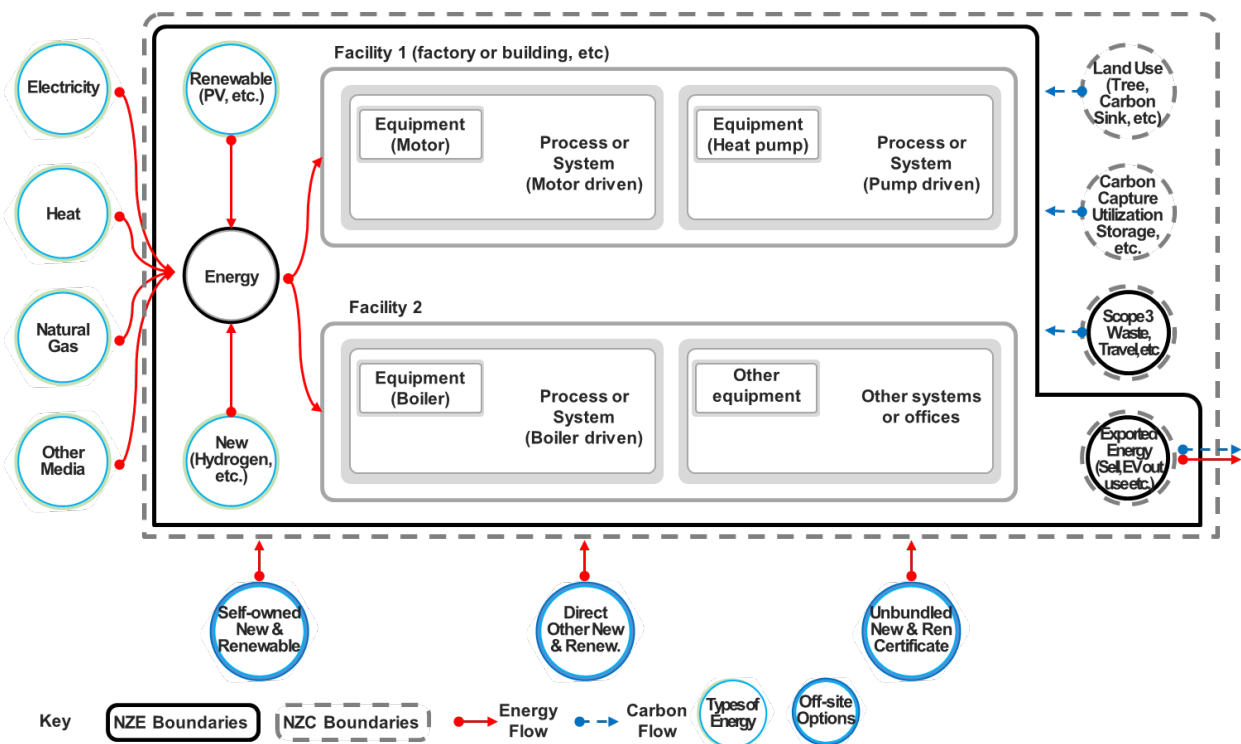 Electricity
Heat
Natural
Gas
Other
Media
Renewable
(PV, etc.)
Energy
New
(Hydrogen,
etc.)
Facility 1 (factory or building, etc)
Equipment
(Motor)
Process or
System
(Motor driven)
Equipment
(Heat pump)
Process or
System
(Pump driven)
Facility 2
Equipment
(Boiler)
Process or
System
(Boiler driven)
Other
equipment
Other systems
or offices
Land Use
(Tree,
Carbon
Sink, etc)
Carbon
Capture
Utilization
Storage,
etc.
Scope 3
Waste,
Travel, etc
Exported
Energy
(Sell, EV out
use etc.)
Self-owned
New &
Renewable
Direct
Other New
& Renew.
Unbundled
New & Ren
Certificate
Key
NZE Boundaries
NZC Boundaries
Energy
Flow
Carbon
Flow
Types of
Energy
Off-site
Options